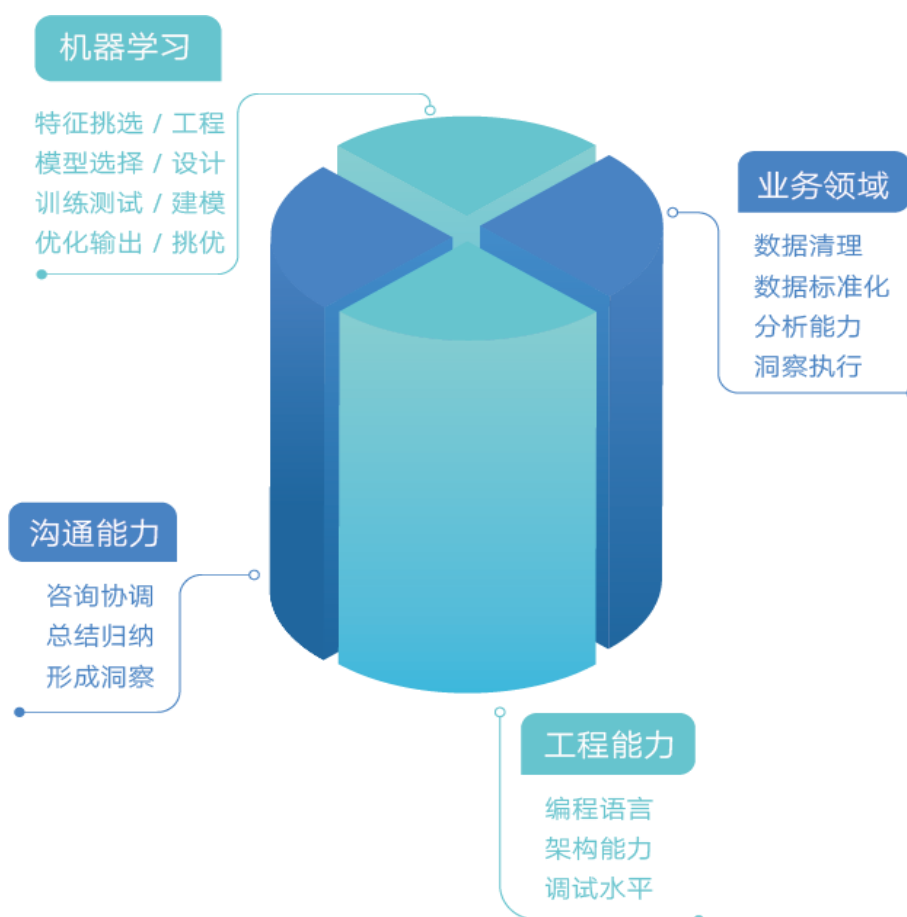 机器学习
特征挑选 / 工程
模型选择 / 设计
训练测试 / 建模
优化输出 / 挑优
业务领域
数据清理
数据标准化
分析能力
洞察执行
沟通能力
咨询协调
总结归纳
形成洞察
工程能力
编程语言
架构能力
调试水平